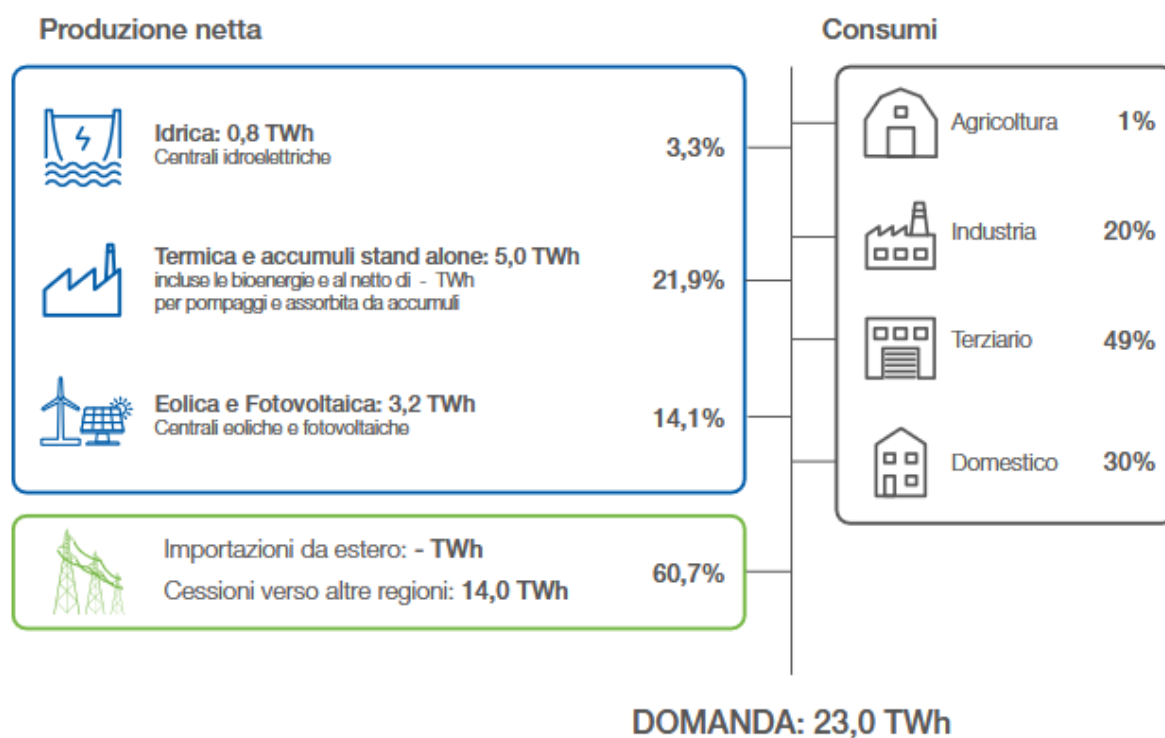 Produzione netta
Idrica: 0,8 TWh
Centrali idroelettriche
3,3%
Termica e accumuli stand alone: 5,0 TWh
incluse le bioenergie e al netto di - TWh
per pompaggi e assorbita da accumuli
21,9%
Eolica e Fotovoltaica: 3,2 TWh
Centrali eoliche e fotovoltaiche
14,1%
Importazioni da estero: - TWh
Cessioni verso altre regioni: 14,0 TWh
60,7%
Consumi
Agricoltura 1%
Industria 20%
Terziario 49%
Domestico 30%
DOMANDA: 23,0 TWh